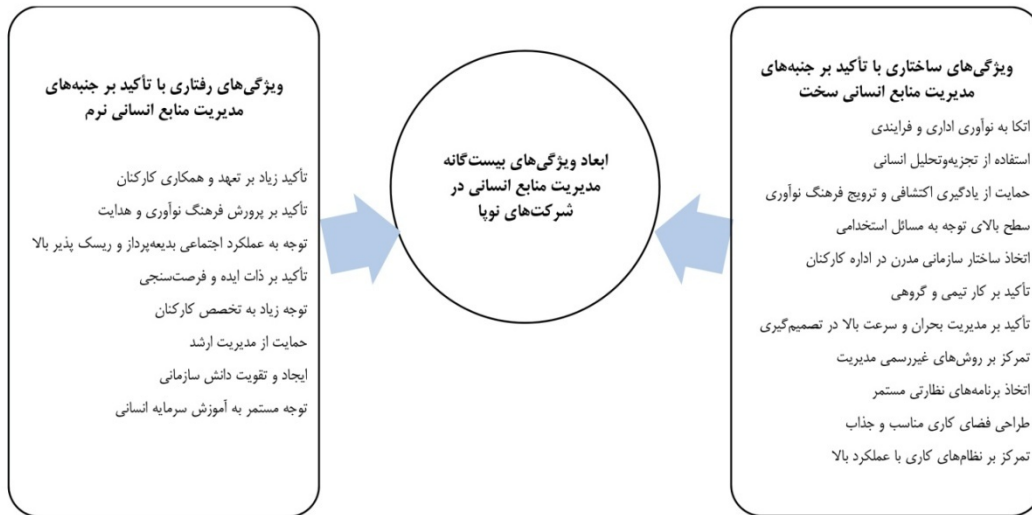 ویژگی‌های ساختاری با تأکید بر جنبه‌های
مدیریت منابع انسانی سخت
اتکا به نوآوری اداری و فرایندی
استفاده از تجزیه‌وتحلیل انسانی
حمایت از یادگیری اکتشافی و ترویج فرهنگ نوآوری
سطح بالای توجه به مسائل استخدامی
اتخاذ ساختار سازمانی مدرن در اداره کارکنان
تأکید بر کار تیمی و گروهی
تأکید بر مدیریت بحران و سرعت بالا در تصمیم‌گیری
تمرکز بر روش‌های غیررسمی مدیریت
اتخاذ برنامه‌های نظارتی مستمر
طراحی فضای کاری مناسب و جذاب
تمرکز بر نظام‌های کاری با عملکرد بالا
ابعاد ویژگی‌های بیست‌گانه
مدیریت منابع انسانی در
شرکت‌های نوپا
ویژگی‌های رفتاری با تأکید بر جنبه‌های
مدیریت منابع انسانی نرم
تأکید زیاد بر تعهد و همکاری کارکنان
تأکید بر پرورش فرهنگ نوآوری و هدایت
توجه به عملکرد اجتماعی بدیعه‌پرداز و ریسک پذیر بالا
تأکید بر ذات ایده و فرصت‌سنجی
توجه زیاد به تخصص کارکنان
حمایت از مدیریت ارشد
ایجاد و تقویت دانش سازمانی
توجه مستمر به آموزش سرمایه انسانی